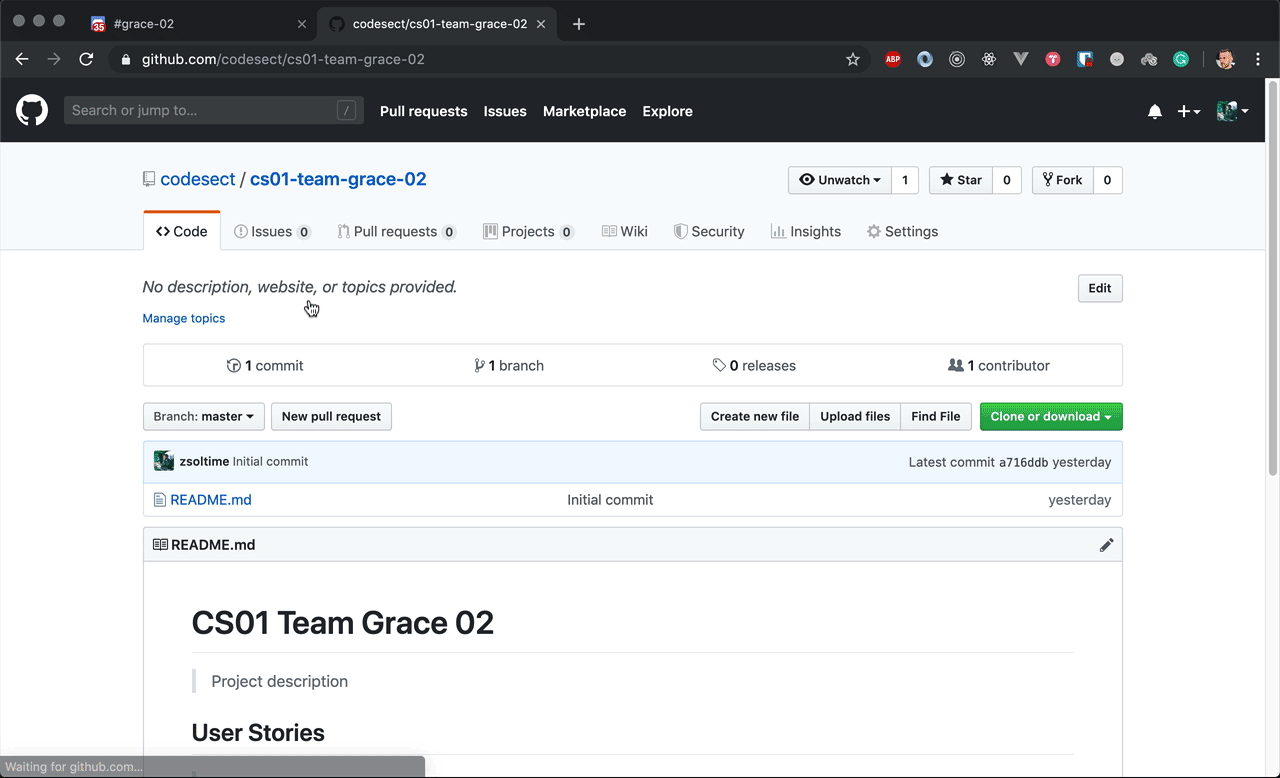 35 #grace-02
codesect/cs01-team-grace-02
github.com/codesect/cs01-team-grace-02
ABP
Search or jump to... /
Pull requests Issues Marketplace Explore
codesect / cs01-team-grace-02
Unwatch 1 Star 0 Fork 0
Code Issues 0 Pull requests 0 Projects 0 Wiki Security Insights Settings
No description, website, or topics provided.
Edit
Manage topics
1 commit 1 branch 0 releases 1 contributor
Branch: master New pull request Create new file Upload files Find File Clone or download
zsoltime Initial commit Latest commit a716ddb yesterday
README.md Initial commit yesterday
README.md
CS01 Team Grace 02
Project description
User Stories
Waiting for github.com...